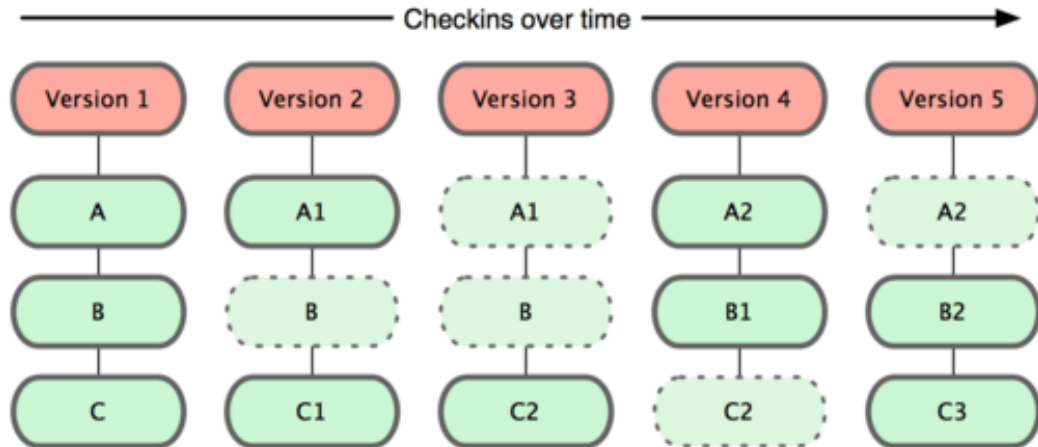 Checkins over time
Version 1 Version 2 Version 3 Version 4 Version 5
A A1 A1 A2 A2
B B B B1 B2
C C1 C2 C2 C3